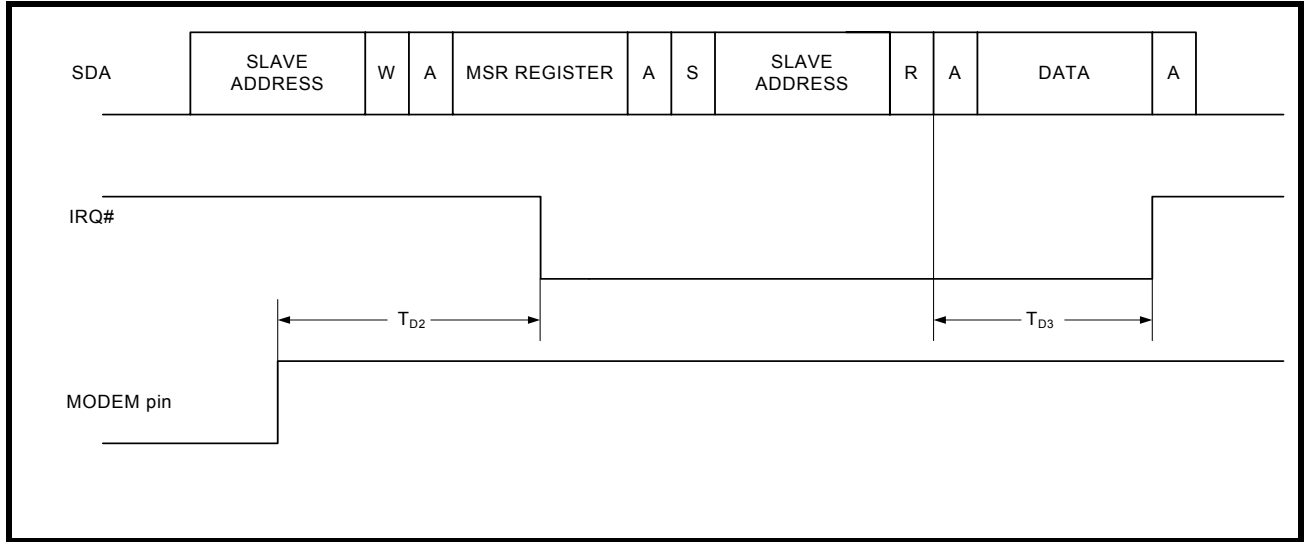 SDA
SLAVE
ADDRESS
W
A
MSR REGISTER
A
S
SLAVE
ADDRESS
R
A
DATA
A
IRQ#
TD2
TD3
MODEM pin